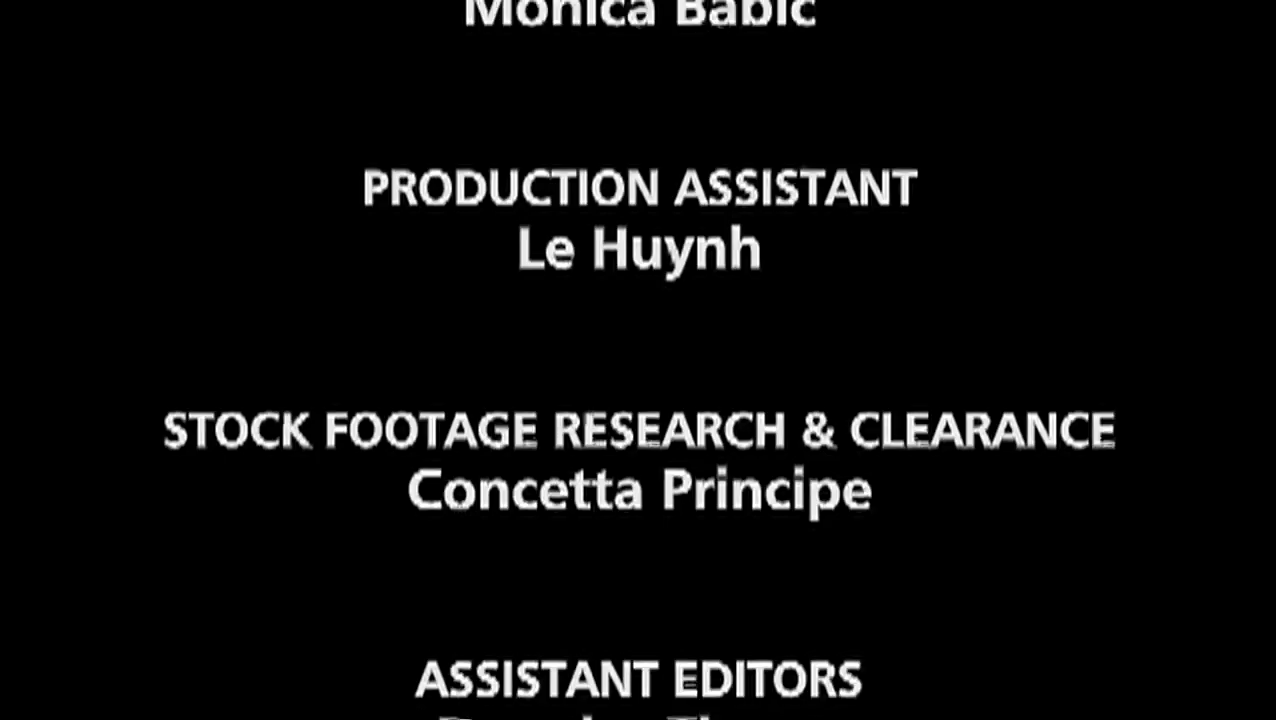 Monica Babic
PRODUCTION ASSISTANT
Le Huynh
STOCK FOOTAGE RESEARCH & CLEARANCE
Concetta Principe
ASSISTANT EDITORS